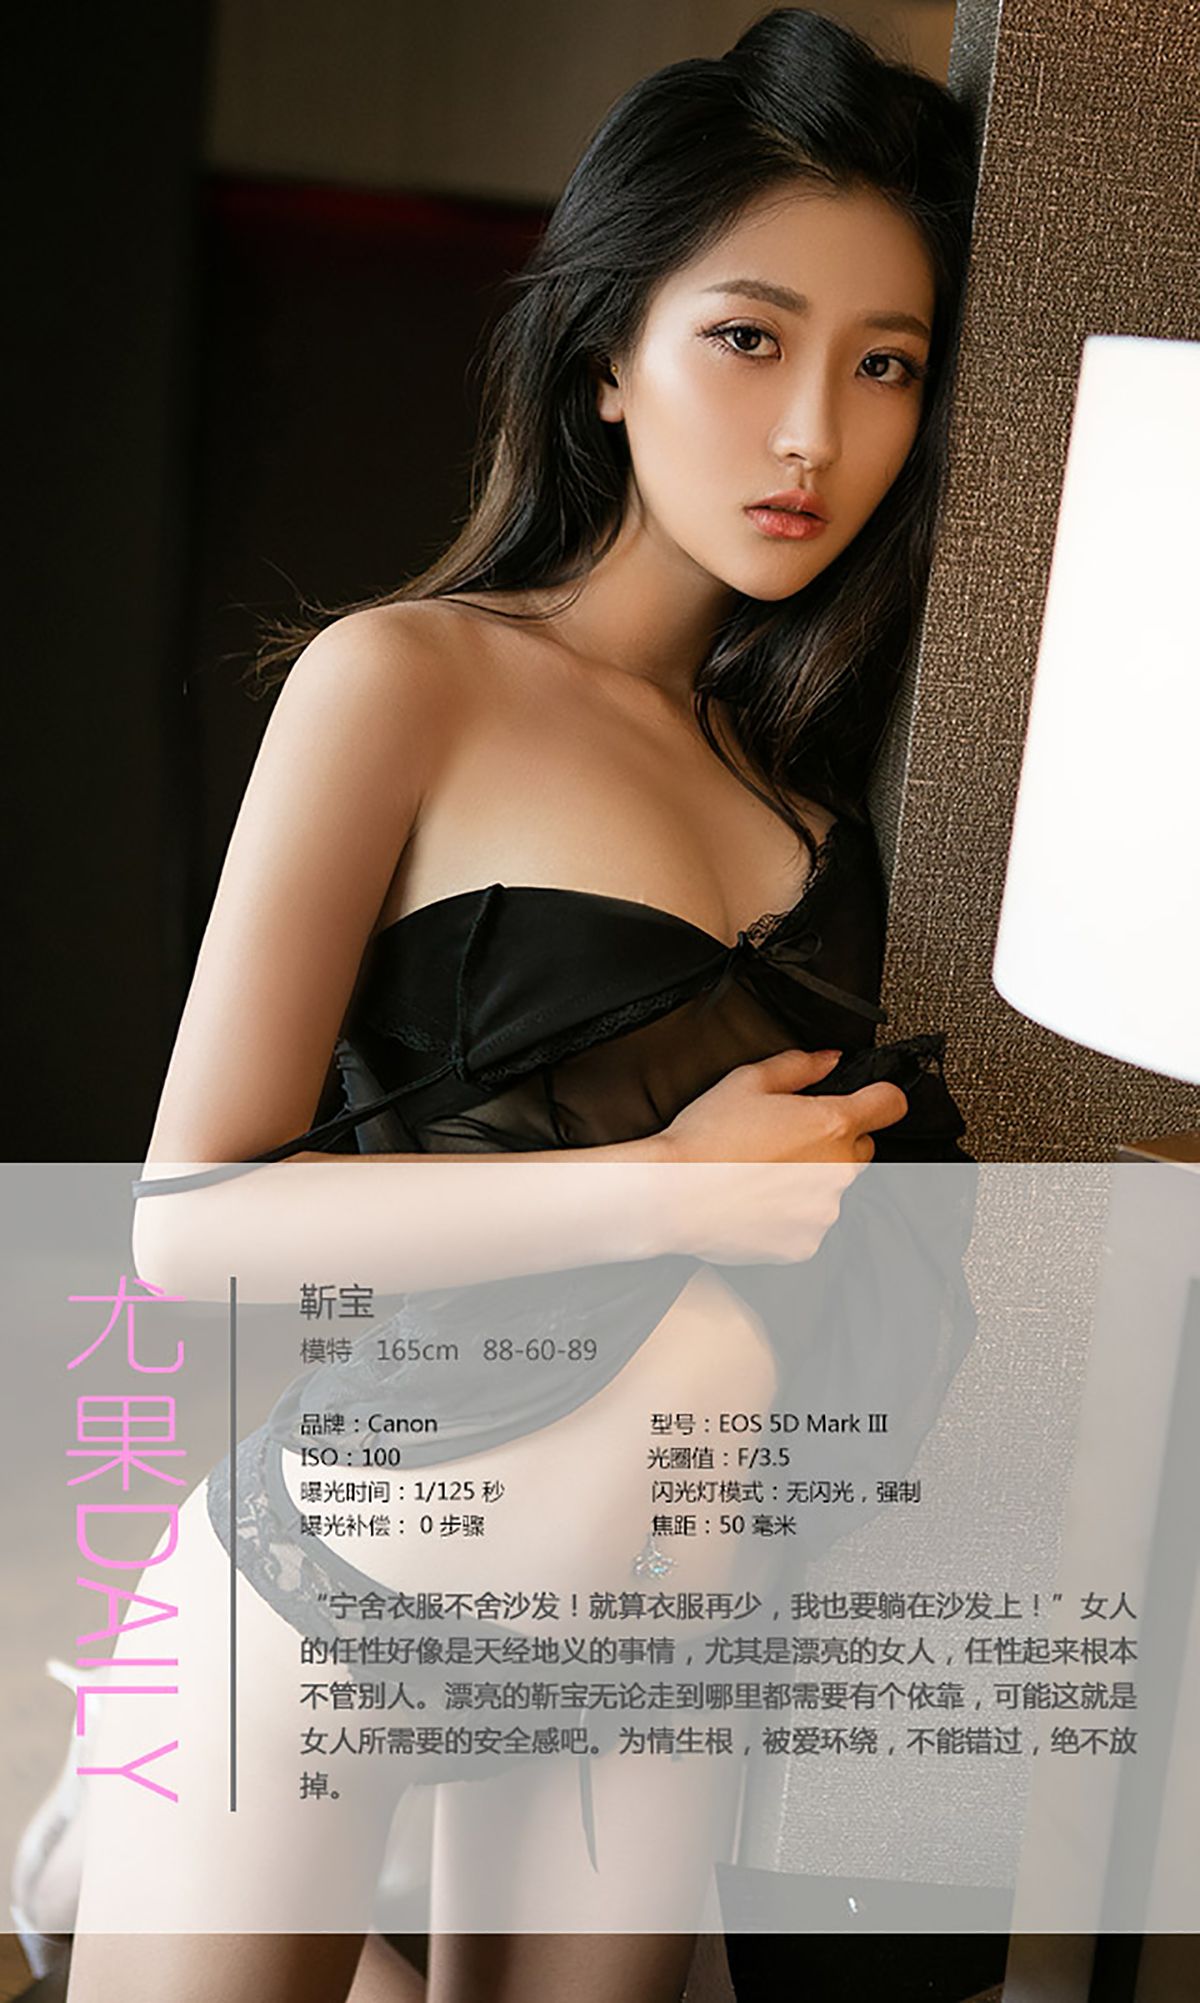 尤果DAILY
靳宝
模特 165cm 88-60-89
品牌：Canon 型号：EOS 5D Mark III
ISO：100 光圈值：F/3.5
曝光时间：1/125 秒 闪光灯模式：无闪光，强制
曝光补偿： 0 步骤 焦距：50 毫米
“宁舍衣服不舍沙发！就算衣服再少，我也要躺在沙发上！”女人
的任性好像是天经地义的事情，尤其是漂亮的女人，任性起来根本
不管别人。漂亮的靳宝无论走到哪里都需要有个依靠，可能这就是
女人所需要的安全感吧。为情生根，被爱环绕，不能错过，绝不放
掉。